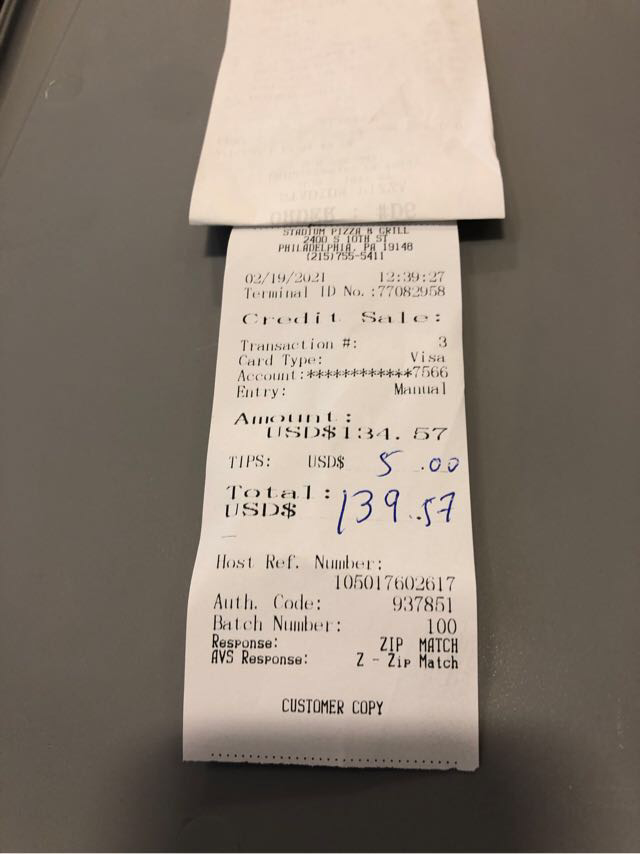 STADIUM PIZZA & GRILL
2400 S 10TH ST
PHILADELPHIA, PA 19148
(215)755-5411
02/19/2021 12:39:27
Terminal ID No.:77082958
Credit Sale:
Transaction #: 3
Card Type: Visa
Account:************7566
Entry: Manual
Amount:
USD$134.57
TIPS: USD$ 5.00
Total:
USD$ 139.57
Host Ref. Number:
105017602617
Auth. Code: 937851
Batch Number: 100
Response: ZIP MATCH
AVS Response: Z - Zip Match
CUSTOMER COPY